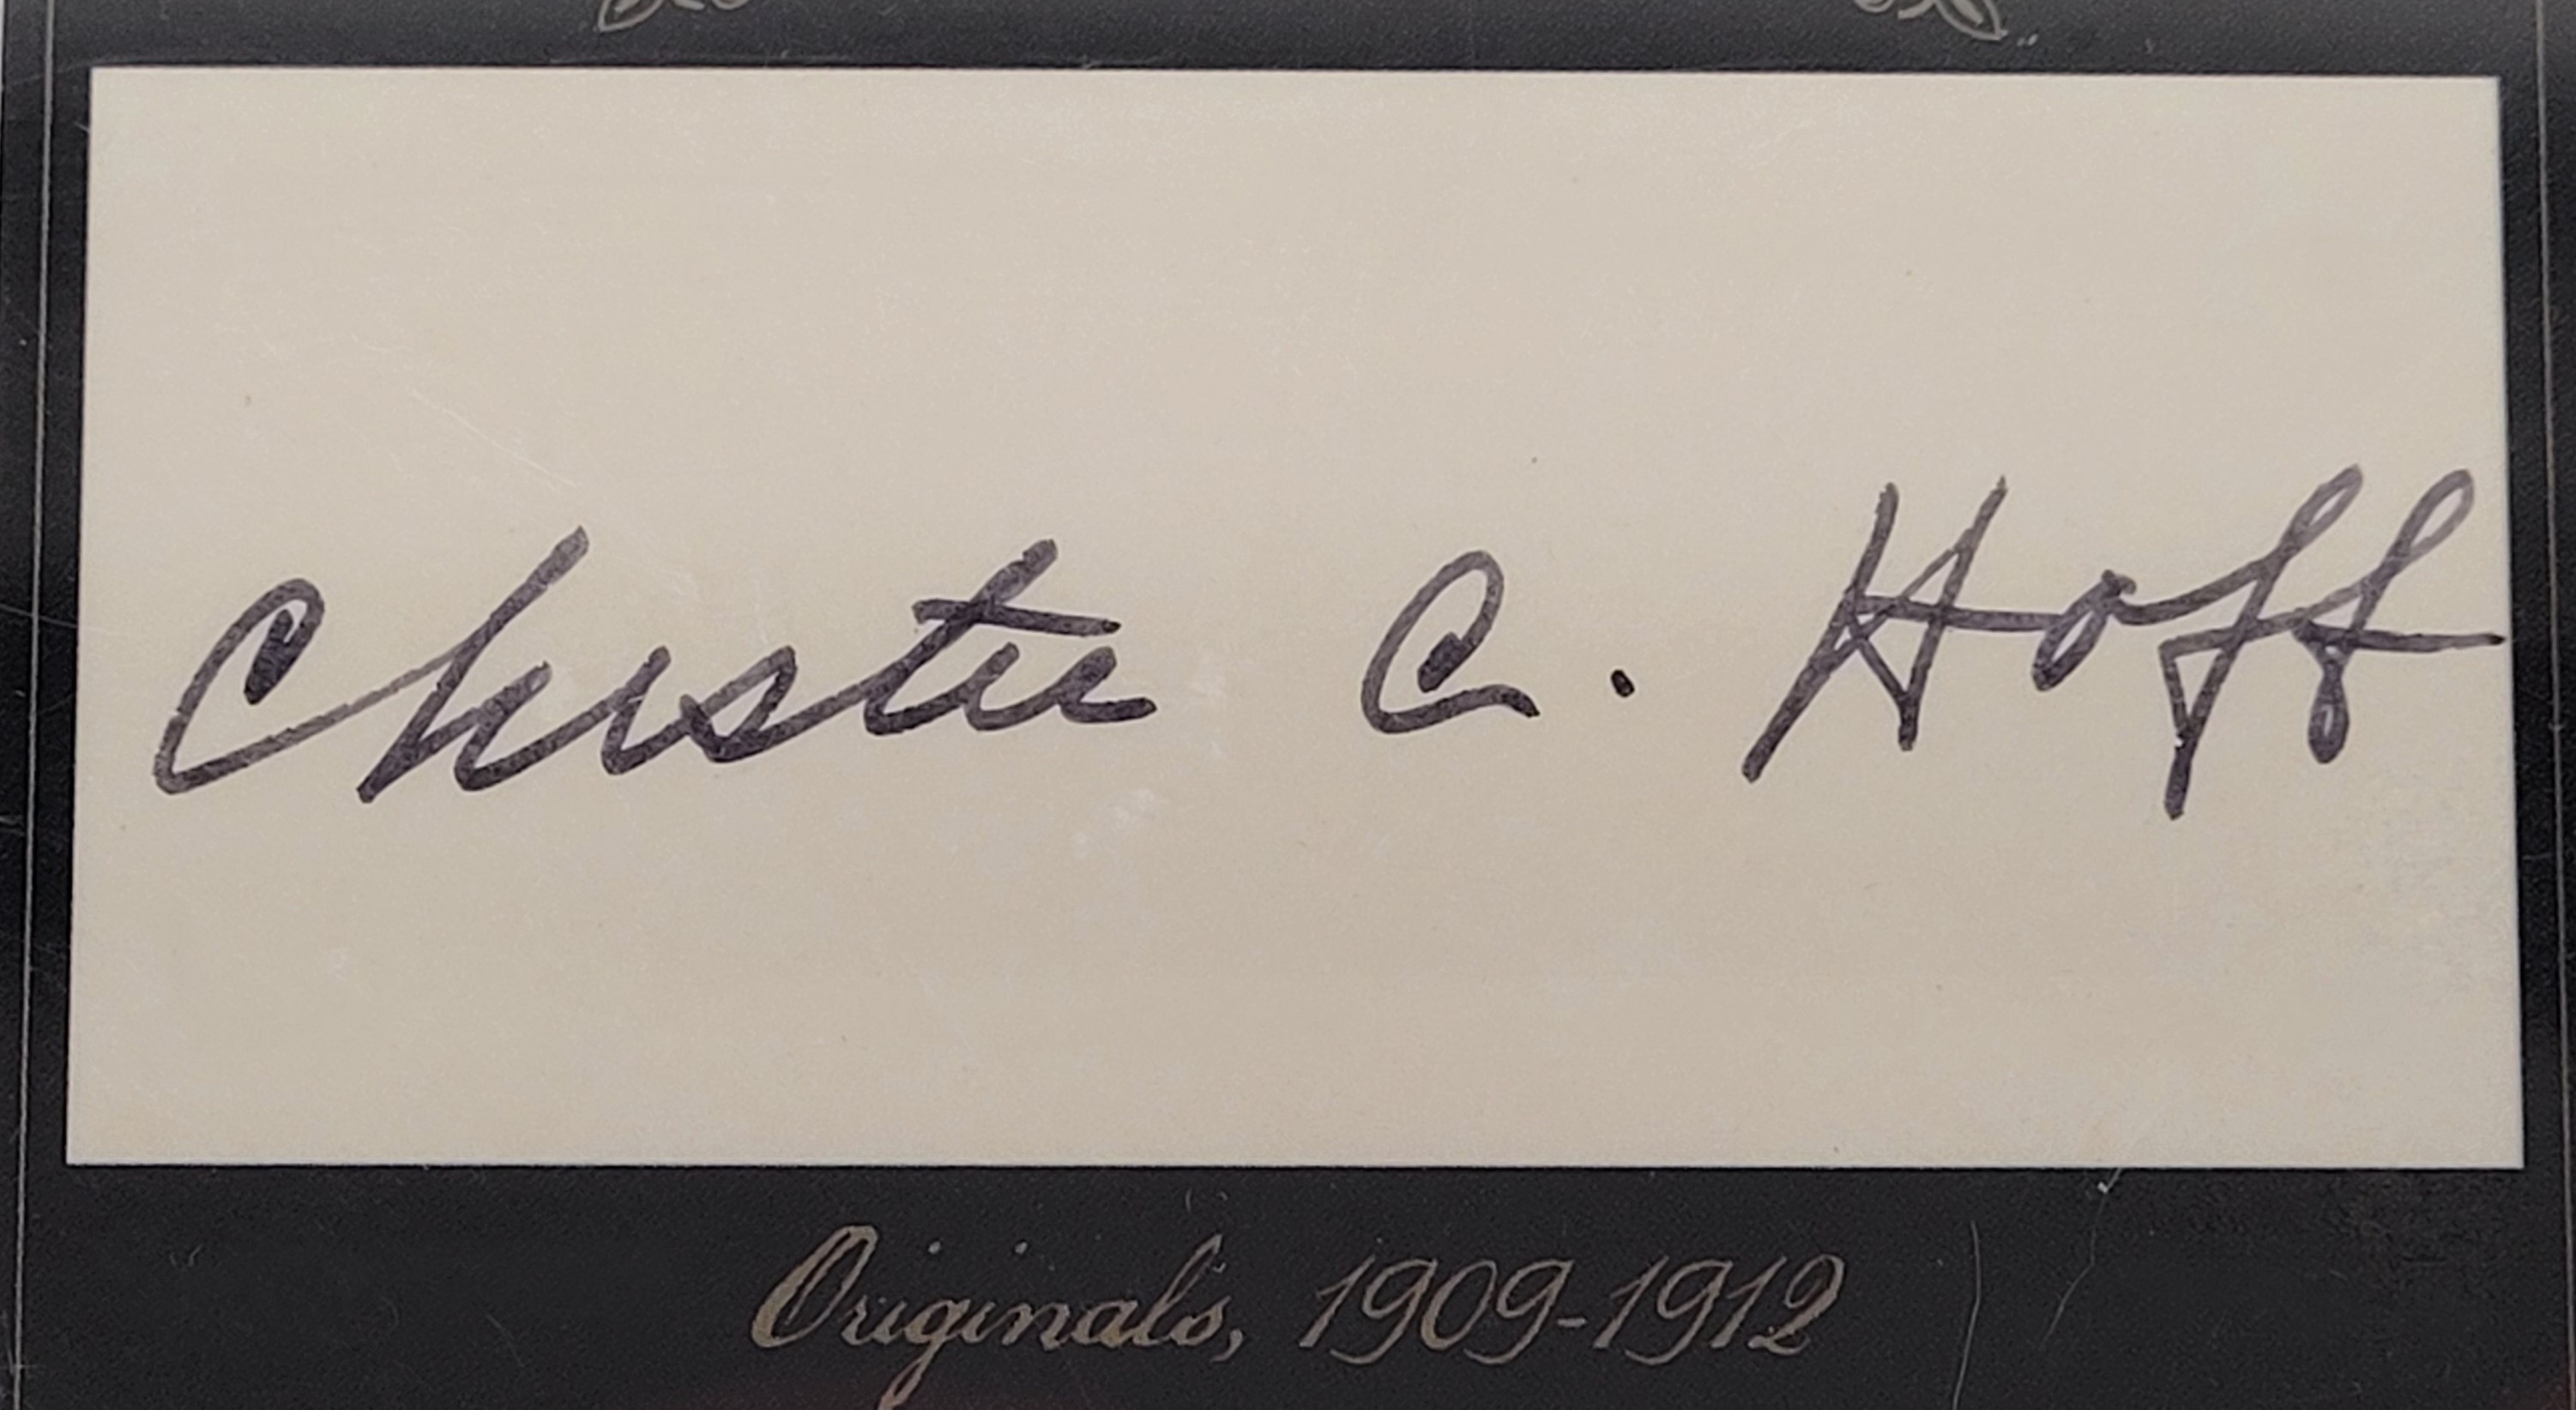 Chester C. Hoff
Originals, 1909-1912